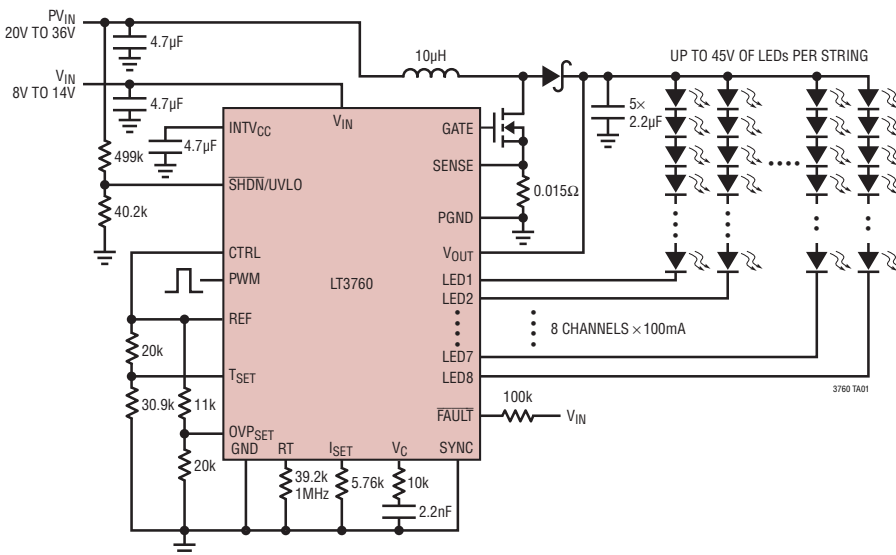 PVIN
20V TO 36V
4.7µF
10µH
UP TO 45V OF LEDs PER STRING
VIN
8V TO 14V
4.7µF
5×
2.2µF
INTVCC
VIN
GATE
4.7µF
499k
SENSE
SHDN/UVLO
0.015Ω
40.2k
PGND
CTRL
VOUT
PWM
LT3760
LED1
LED2
REF
8 CHANNELS × 100mA
20k
LED7
TSET
LED8
3760 TA01
30.9k
11k
100k
FAULT
VIN
OVPSET
GND
RT
ISET
VC
SYNC
20k
39.2k
1MHz
5.76k
10k
2.2nF